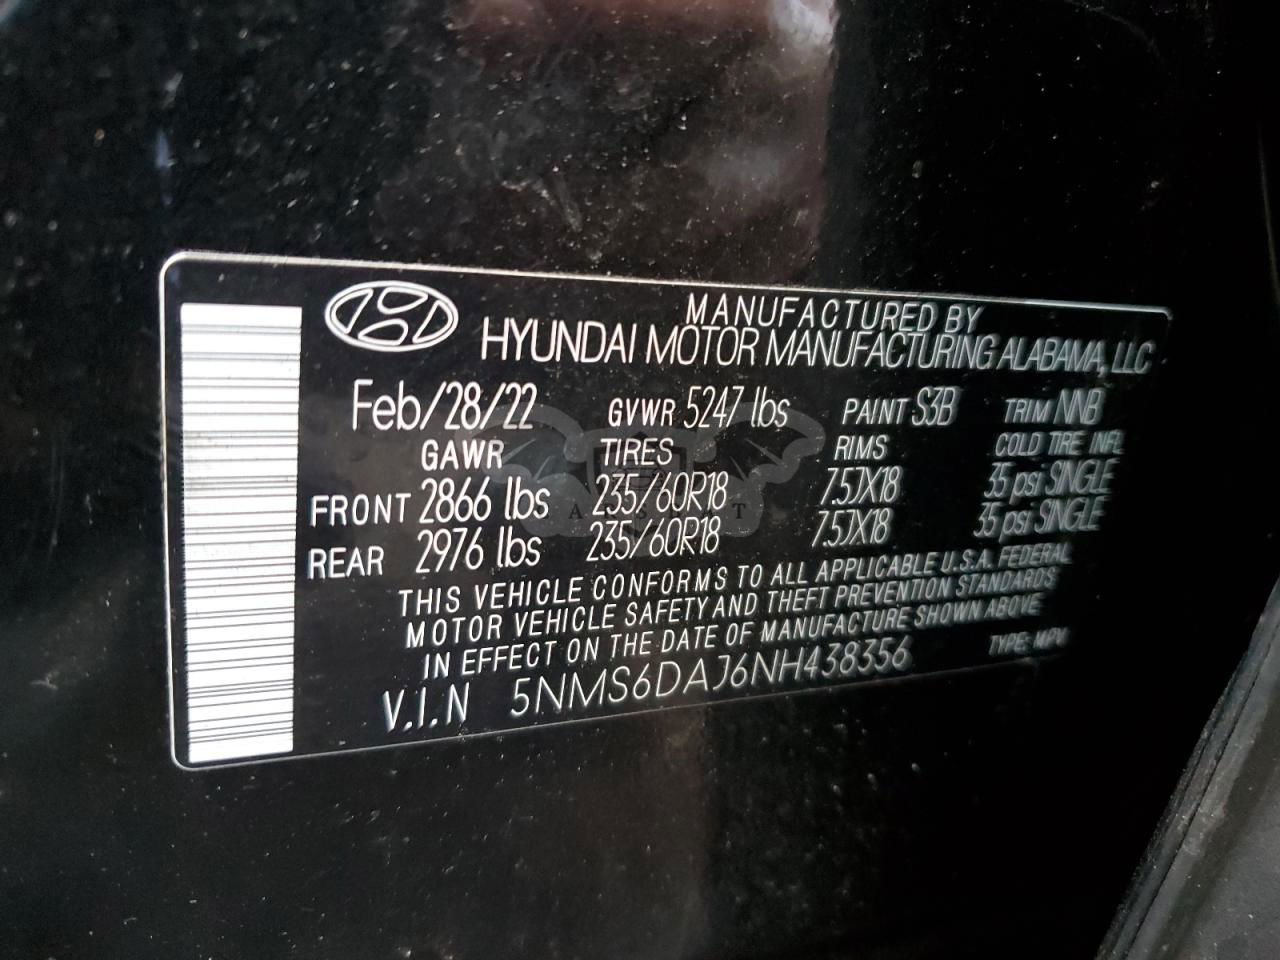 MANUFACTURED BY
HYUNDAI MOTOR MANUFACTURING ALABAMA, LLC
Feb/28/22 GVWR 5247 lbs PAINT S3B TRIM NNB
GAWR TIRES RIMS COLD TIRE INFL
FRONT 2866 lbs 235/60R18 7.5JX18 35 psi SINGLE
REAR 2976 lbs 235/60R18 7.5JX18 35 psi SINGLE
THIS VEHICLE CONFORMS TO ALL APPLICABLE U.S.A. FEDERAL
MOTOR VEHICLE SAFETY AND THEFT PREVENTION STANDARDS
IN EFFECT ON THE DATE OF MANUFACTURE SHOWN ABOVE
V.I.N 5NMS6DAJ6NH438356 TYPE: MPV